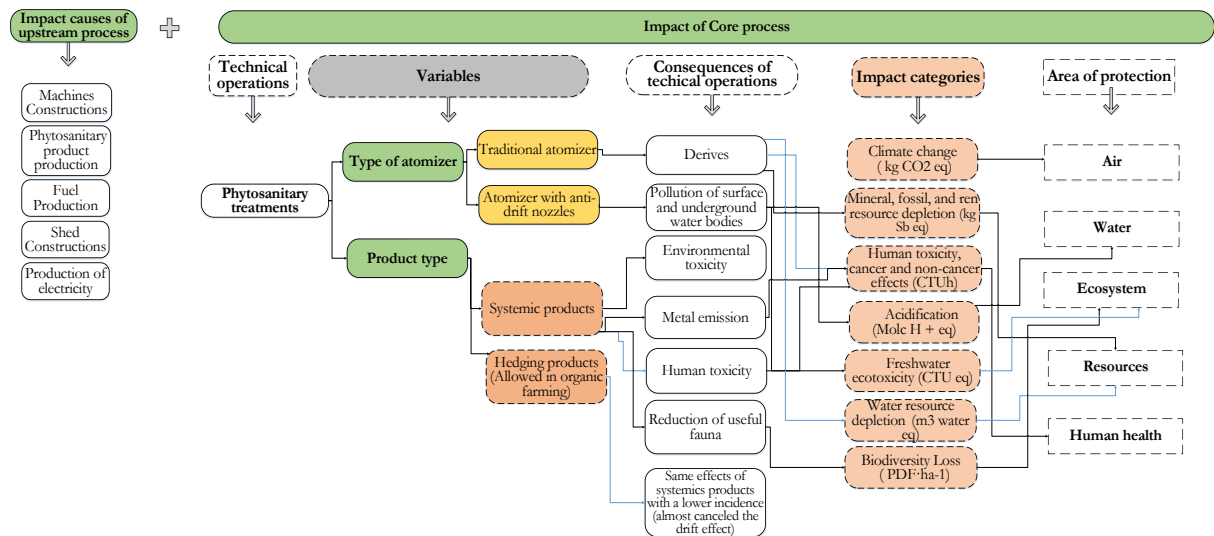 Impact causes of
upstream process
Impact of Core process
Technical
operations
Variables
Consequences of
techical operations
Impact categories
Area of protection
Machines
Constructions
Phytosanitary
product
production
Fuel
Production
Shed
Constructions
Production of
electricity
Phytosanitary
treatments
Type of atomizer
Product type
Traditional atomizer
Atomizer with anti-
drift nozzles
Systemic products
Hedging products
(Allowed in organic
farming)
Derives
Pollution of surface
and underground
water bodies
Environmental
toxicity
Metal emission
Human toxicity
Reduction of useful
fauna
Same effects of
systemics products
with a lower incidence
(almost canceled the
drift effect)
Climate change
( kg CO2 eq)
Mineral, fossil, and ren
resource depletion (kg
Sb eq)
Human toxicity,
cancer and non-cancer
effects (CTUh)
Acidification
(Molc H + eq)
Freshwater
ecotoxicity (CTU eq)
Water resource
depletion (m3 water
eq)
Biodiversity Loss
( PDF·ha-1)
Air
Water
Ecosystem
Resources
Human health